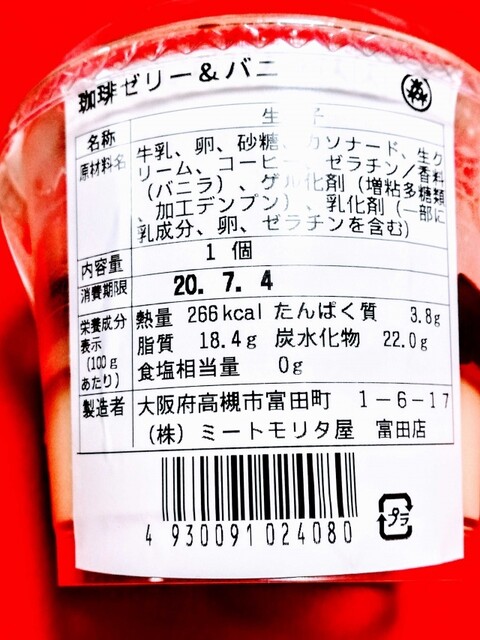 珈琲ゼリー&バニ
森
名称 生 子
原材料名 牛乳、卵、砂糖、カソナード、生ク
リーム、コーヒー、ゼラチン/香料
(バニラ)、ゲル化剤(増粘多糖類
、加工デンプン)、乳化剤(一部に
乳成分、卵、ゼラチンを含む)
内容量 1 個
消費期限 20.7.4
栄養成分 熱量 266kcal たんぱく質 3.8g
表示 脂質 18.4g 炭水化物 22.0g
(100g
あたり) 食塩相当量 0g
製造者 大阪府高槻市富田町 1-6-17
(株)ミートモリタ屋 富田店
4 930091 024080
プラ